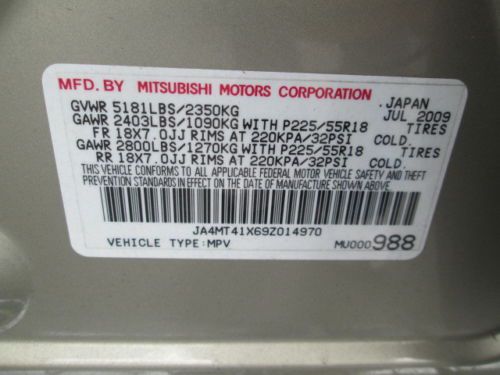 MFD. BY MITSUBISHI MOTORS CORPORATION
GVWR 5181LBS/2350KG , JAPAN JUL 2009
GAWR 2403LBS/1090KG WITH P225/55R18 TIRES
FR 18X7.0JJ RIMS AT 220KPA/32PSI COLD.
GAWR 2800LBS/1270KG WITH P225/55R18 TIRES
RR 18X7.0JJ RIMS AT 220KPA/32PSI COLD.
THIS VEHICLE CONFORMS TO ALL APPLICABLE FEDERAL MOTOR VEHICLE SAFETY AND THEFT
PREVENTION STANDARDS IN EFFECT ON THE DATE OF MANUFACTURE SHOWN ABOVE.
JA4MT41X69Z014970
VEHICLE TYPE:MPV MU000988